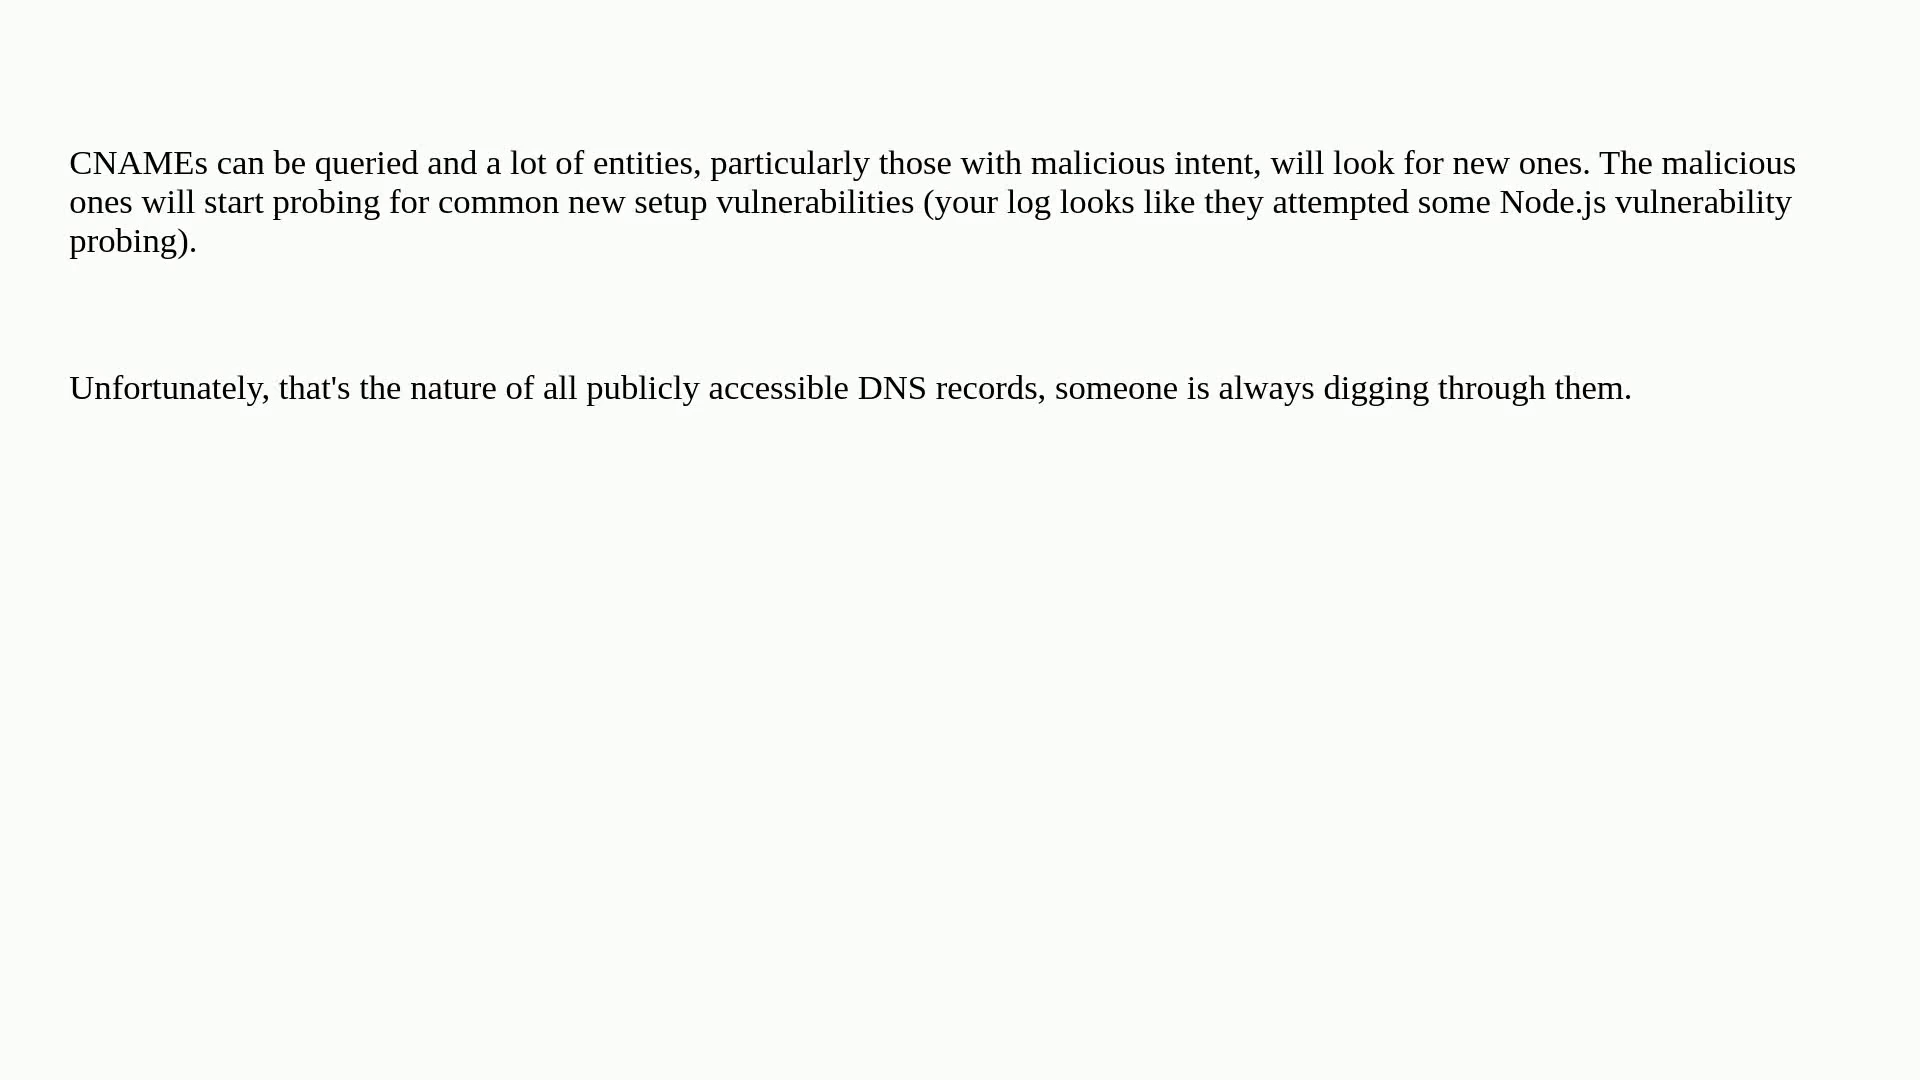 CNAMEs can be queried and a lot of entities, particularly those with malicious intent, will look for new ones. The malicious
ones will start probing for common new setup vulnerabilities (your log looks like they attempted some Node.js vulnerability
probing).
Unfortunately, that's the nature of all publicly accessible DNS records, someone is always digging through them.